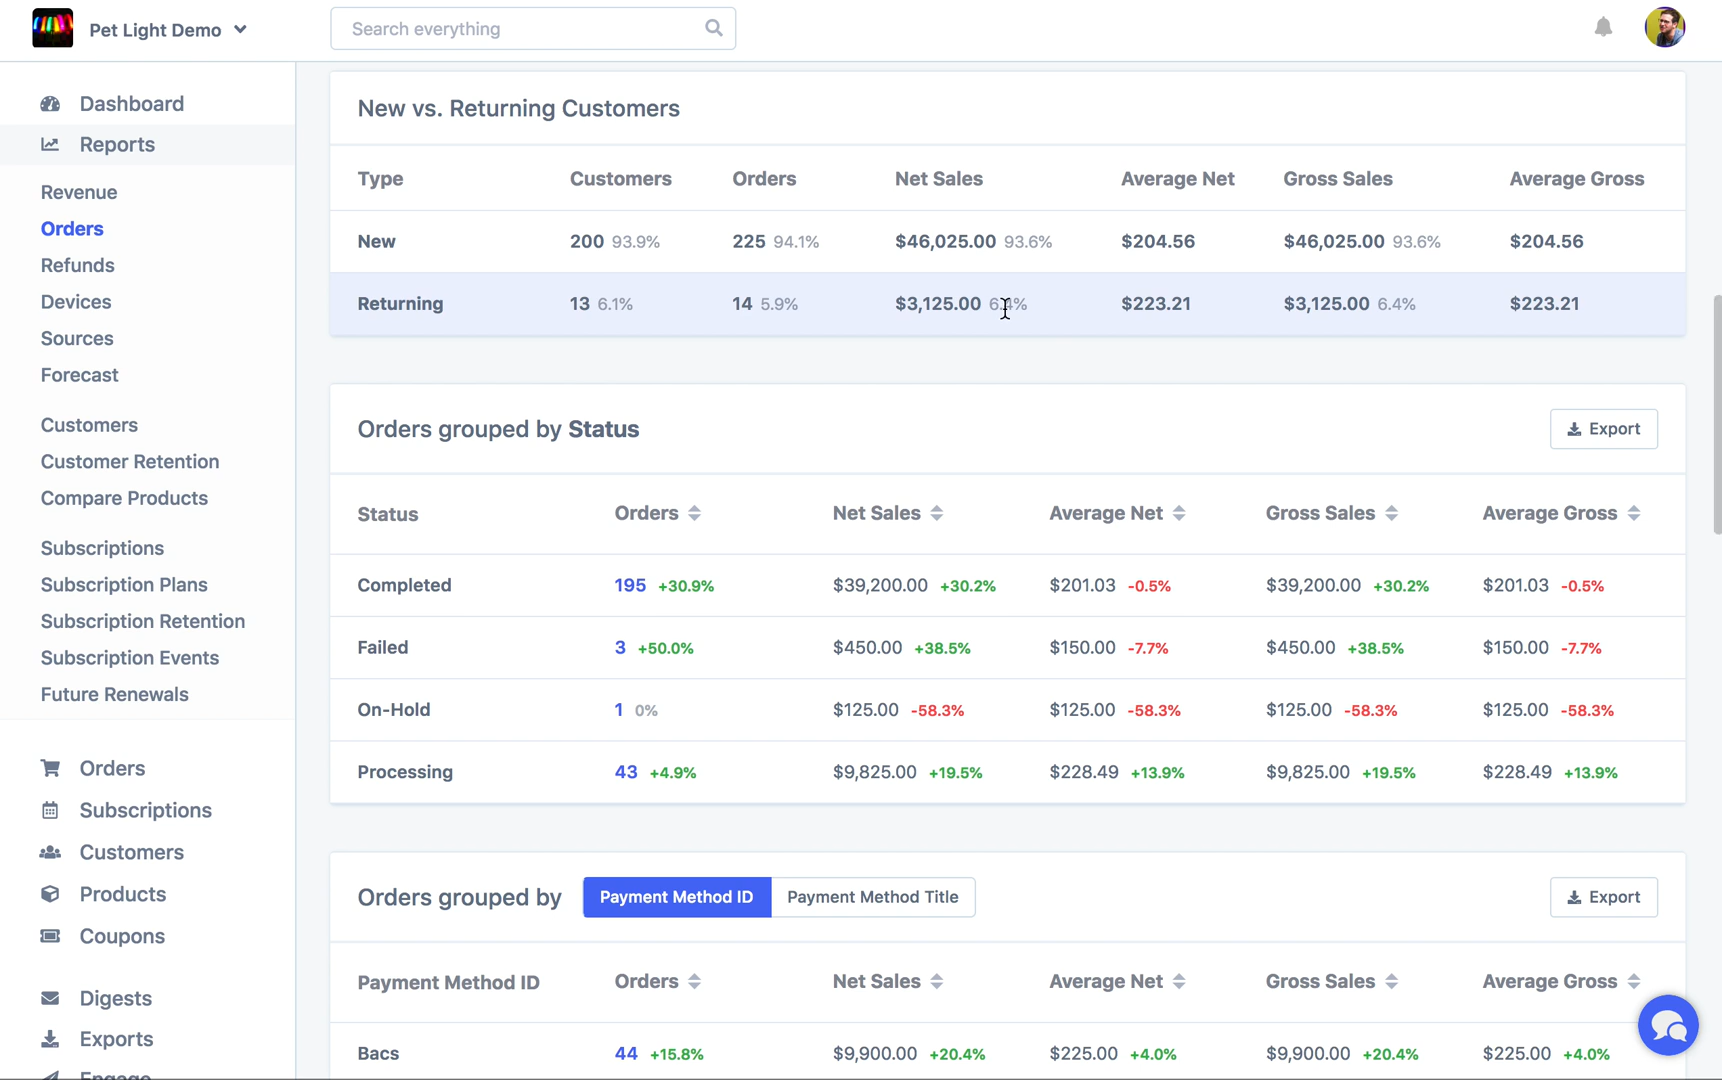 Pet Light Demo
Search everything
Dashboard
Reports
Revenue
Orders
Refunds
Devices
Sources
Forecast
Customers
Customer Retention
Compare Products
Subscriptions
Subscription Plans
Subscription Retention
Subscription Events
Future Renewals
Orders
Subscriptions
Customers
Products
Coupons
Digests
Exports
New vs. Returning Customers
Type Customers Orders Net Sales Average Net Gross Sales Average Gross
New 200 93.9% 225 94.1% $46,025.00 93.6% $204.56 $46,025.00 93.6% $204.56
Returning 13 6.1% 14 5.9% $3,125.00 6.4% $223.21 $3,125.00 6.4% $223.21
Orders grouped by Status Export
Status Orders Net Sales Average Net Gross Sales Average Gross
Completed 195 +30.9% $39,200.00 +30.2% $201.03 -0.5% $39,200.00 +30.2% $201.03 -0.5%
Failed 3 +50.0% $450.00 +38.5% $150.00 -7.7% $450.00 +38.5% $150.00 -7.7%
On-Hold 1 0% $125.00 -58.3% $125.00 -58.3% $125.00 -58.3% $125.00 -58.3%
Processing 43 +4.9% $9,825.00 +19.5% $228.49 +13.9% $9,825.00 +19.5% $228.49 +13.9%
Orders grouped by Payment Method ID Payment Method Title Export
Payment Method ID Orders Net Sales Average Net Gross Sales Average Gross
Bacs 44 +15.8% $9,900.00 +20.4% $225.00 +4.0% $9,900.00 +20.4% $225.00 +4.0%